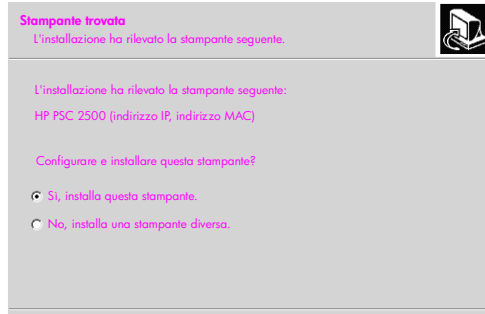 Stampante trovata
L'installazione ha rilevato la stampante seguente.
L'installazione ha rilevato la stampante seguente:
HP PSC 2500 (indirizzo IP, indirizzo MAC)
Configurare e installare questa stampante?
Sì, installa questa stampante.
No, installa una stampante diversa.